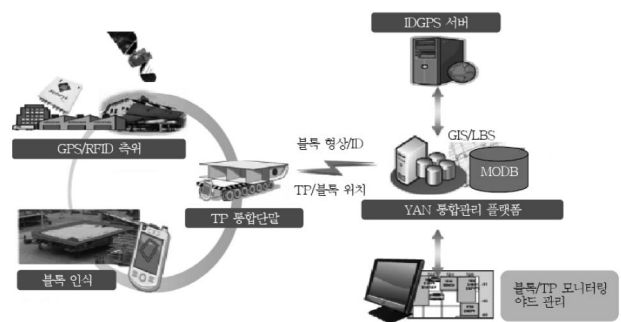 IDGPS 서버
GPS/RFID 측위
블록 형상/ID
GIS/LBS
MODB
TP 통합단말
TP/블록 위치
YAN 통합관리 플랫폼
블록 인식
블록/TP 모니터링
야드 관리